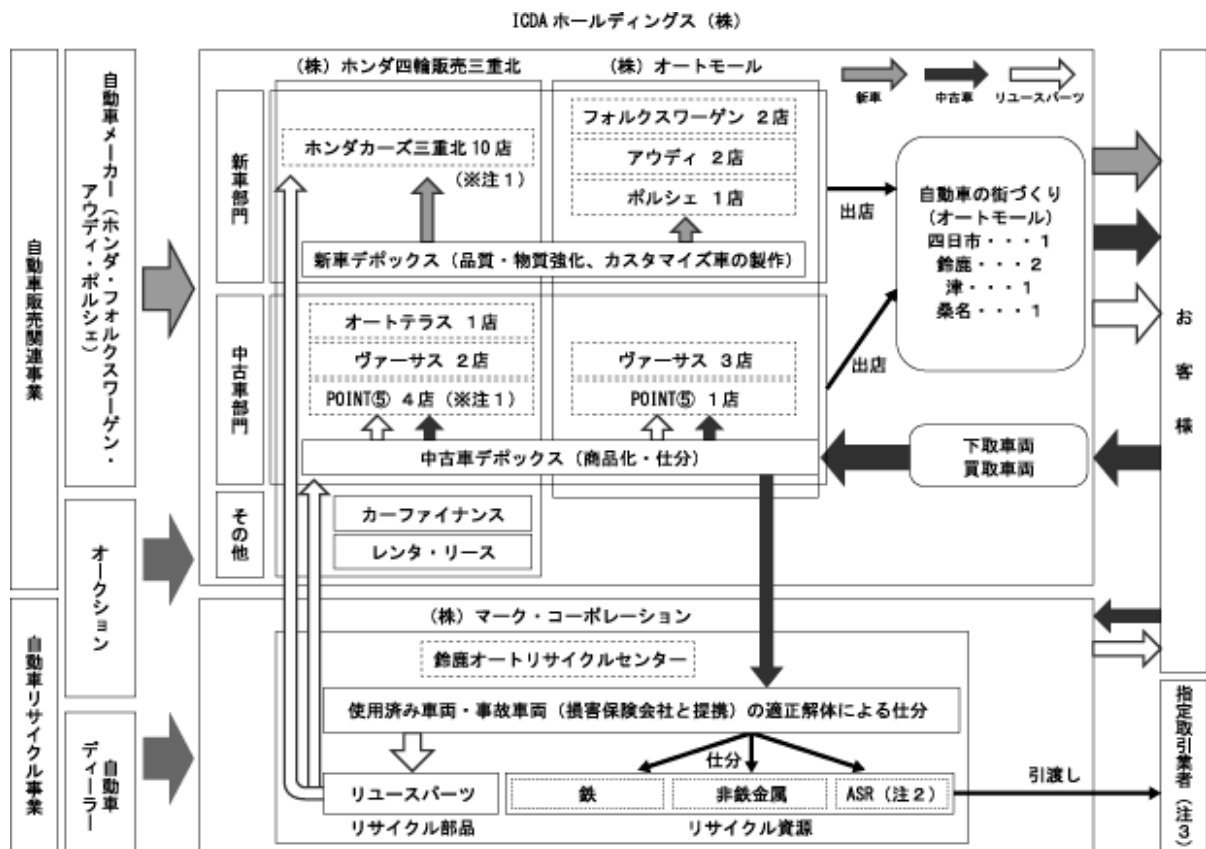 ICDA ホールディングス（株）
自動車販売関連事業
自動車リサイクル事業
自動車メーカー（ホンダ・フォルクスワーゲン・
アウディ・ポルシェ）
オークション
自動車
ディーラー
（株）ホンダ四輪販売三重北
（株）オートモール
新車
中古車
リユースパーツ
新車部門
ホンダカーズ三重北 10 店
（※注１）
フォルクスワーゲン ２店
アウディ ２店
ポルシェ １店
新車デポックス（品質・物質強化、カスタマイズ車の製作）
出店
自動車の街づくり
（オートモール）
四日市・・・１
鈴鹿・・・２
津・・・１
桑名・・・１
中古車部門
オートテラス １店
ヴァーサス ２店
POINT⑤ ４店（※注１）
ヴァーサス ３店
POINT⑤ １店
出店
中古車デポックス（商品化・仕分）
下取車両
買取車両
お客様
その他
カーファイナンス
レンタ・リース
（株）マーク・コーポレーション
鈴鹿オートリサイクルセンター
使用済み車両・事故車両（損害保険会社と提携）の適正解体による仕分
仕分
リユースパーツ
鉄
非鉄金属
ASR（注２）
引渡し
リサイクル部品
リサイクル資源
指定取引業者（注３）